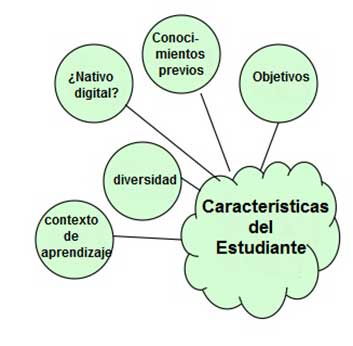 Conoci-
mientos
previos
¿Nativo
digital?
Objetivos
diversidad
Características
del
Estudiante
contexto
de
aprendizaje